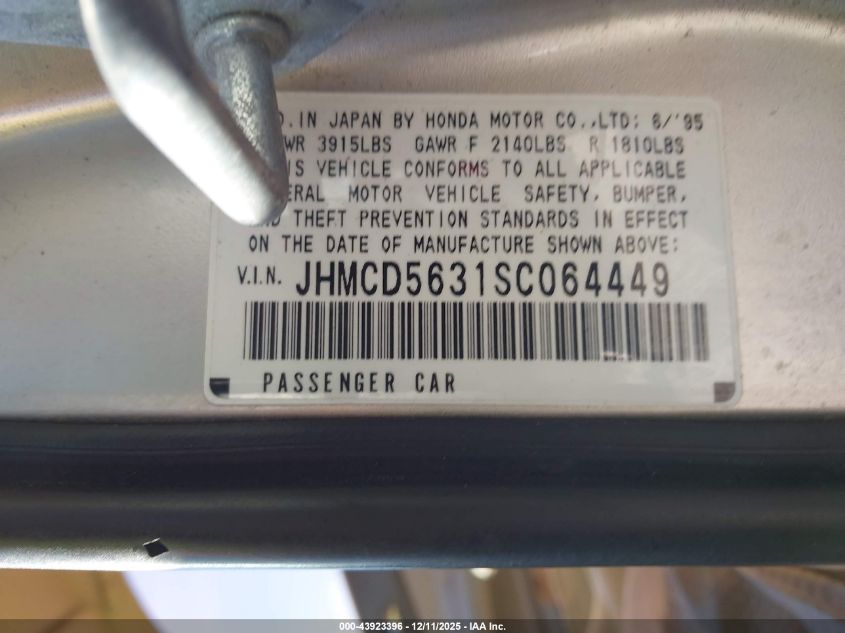 D. IN JAPAN BY HONDA MOTOR CO.,LTD: 6/'95
WR 3915LBS GAWR F 2140LBS R 1810LBS
IS VEHICLE CONFORMS TO ALL APPLICABLE
ERAL MOTOR VEHICLE SAFETY, BUMPER,
ND THEFT PREVENTION STANDARDS IN EFFECT
ON THE DATE OF MANUFACTURE SHOWN ABOVE:
V.I.N. JHMCD5631SC064449
PASSENGER CAR
000-43923396 - 12/11/2025 - IAA Inc.